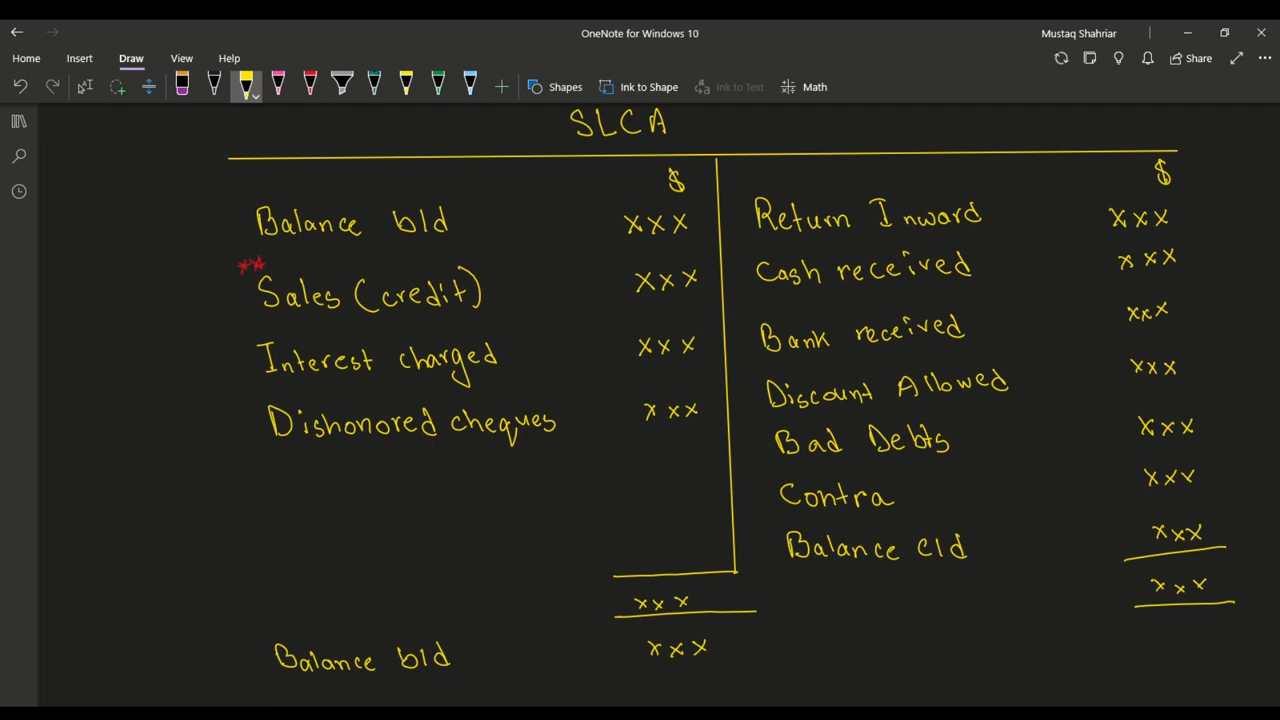 OneNote for Windows 10
Mustaq Shahriar
Home Insert Draw View Help
Share
Shapes Ink to Shape Ink to Text Math
SLCA
$ $
Balance b/d xxx Return Inward xxx
** Sales (credit) xxx Cash received xxx
Interest charged xxx Bank received xxx
Dishonored cheques xxx Discount Allowed xxx
Bad Debts xxx
Contra xxx
Balance c/d xxx
xxx xxx
Balance b/d xxx